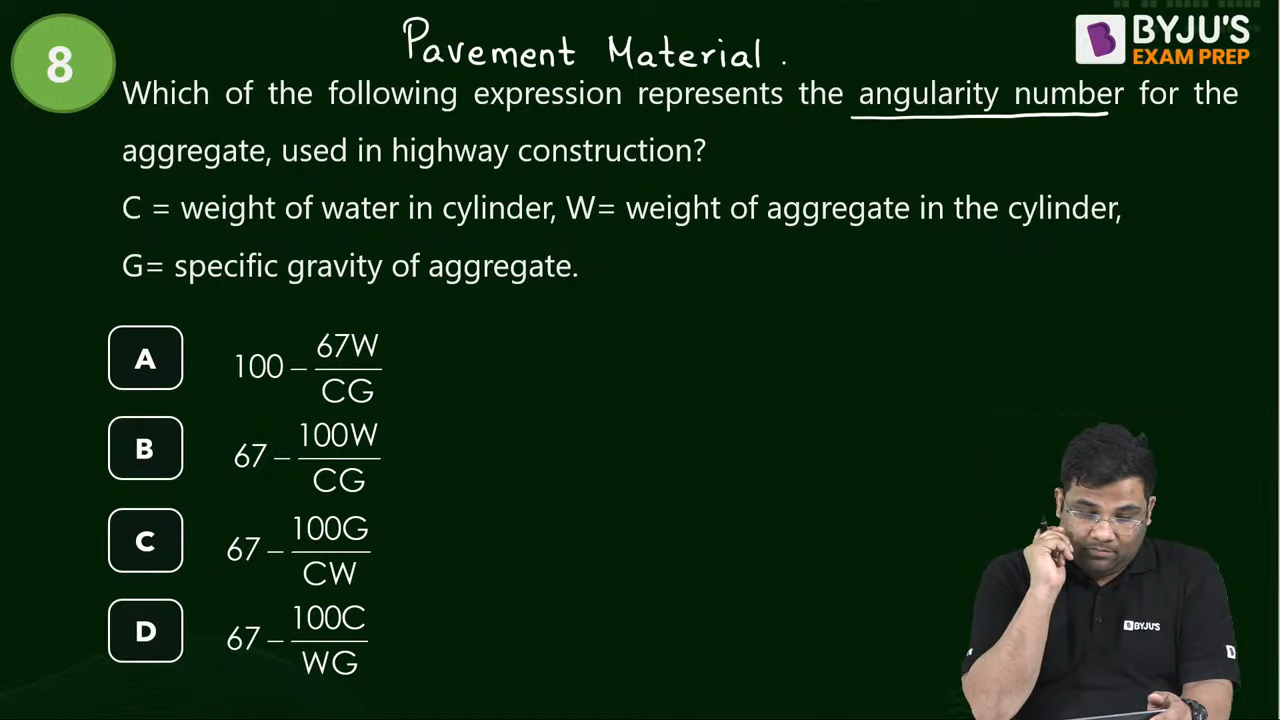 8
Pavement Material.
BYJU'S
EXAM PREP
Which of the following expression represents the angularity number for the
aggregate, used in highway construction?
C = weight of water in cylinder, W= weight of aggregate in the cylinder,
G= specific gravity of aggregate.
A 100 – 67W/CG
B 67 – 100W/CG
C 67 – 100G/CW
D 67 – 100C/WG
BYJU'S